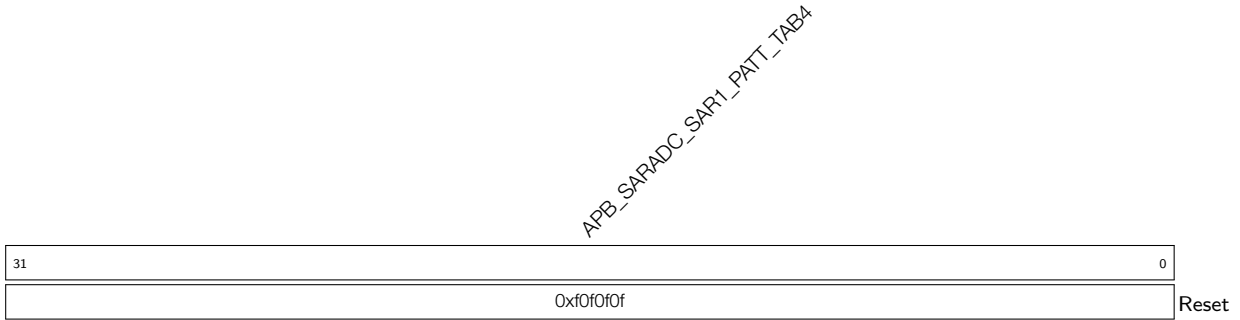 APB_SARADC_SAR1_PATT_TAB4
31 0
0xf0f0f0f Reset